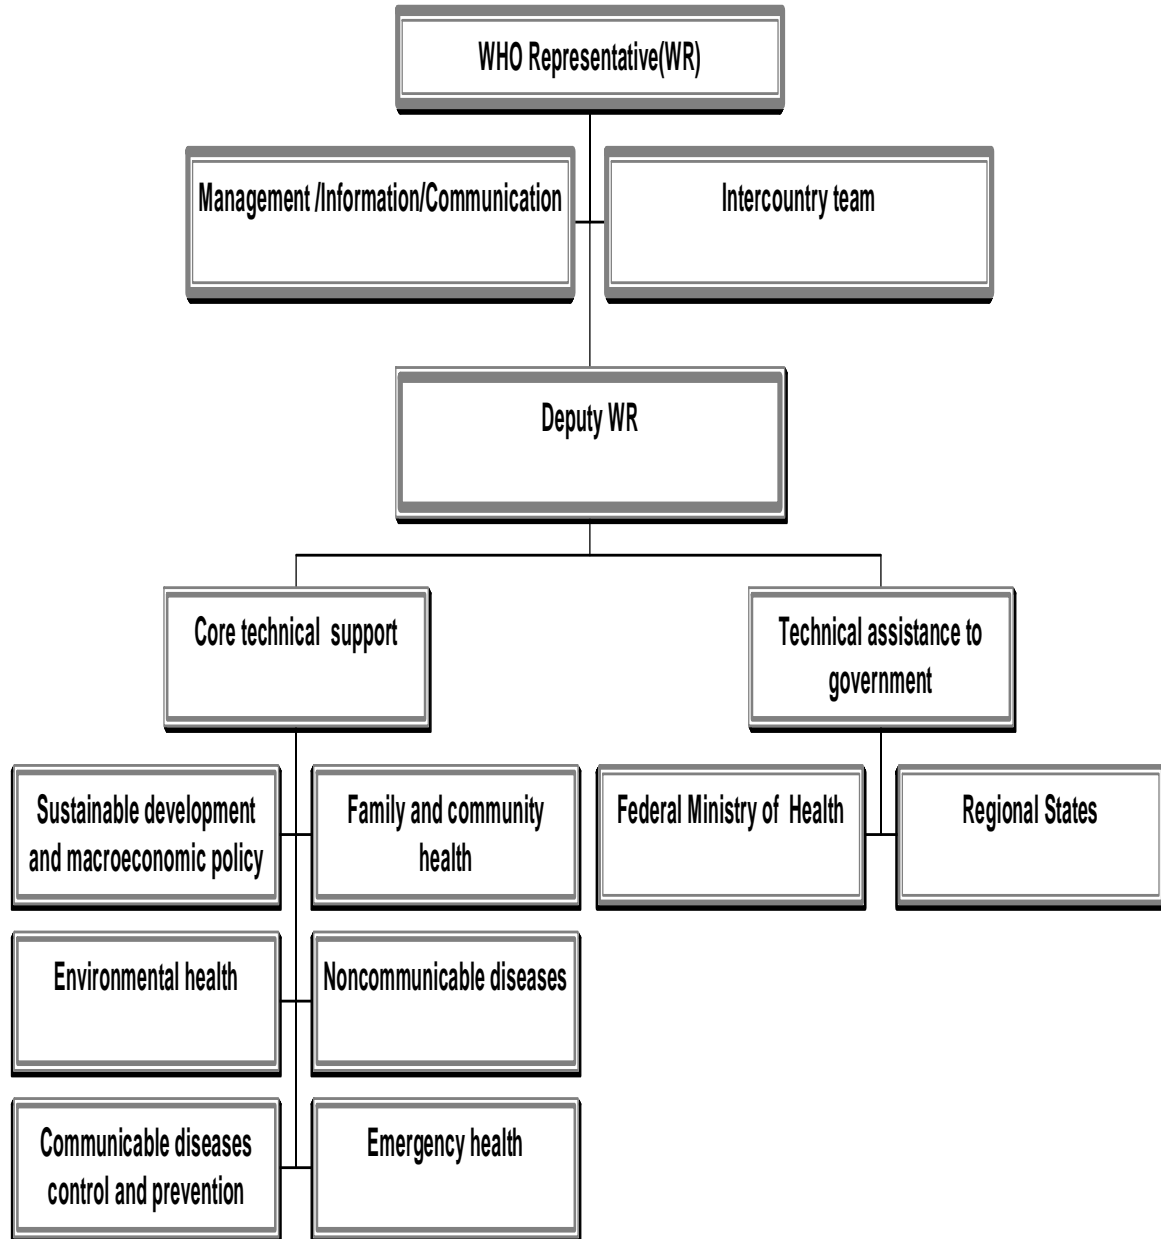 WHO Representative(WR)
Management /Information/Communication
Intercountry team
Deputy WR
Core technical  support
Technical assistance to
government
Sustainable development
and macroeconomic policy
Family and community
health
Federal Ministry of  Health
Regional States
Environmental health
Noncommunicable diseases
Communicable diseases
control and prevention
Emergency health